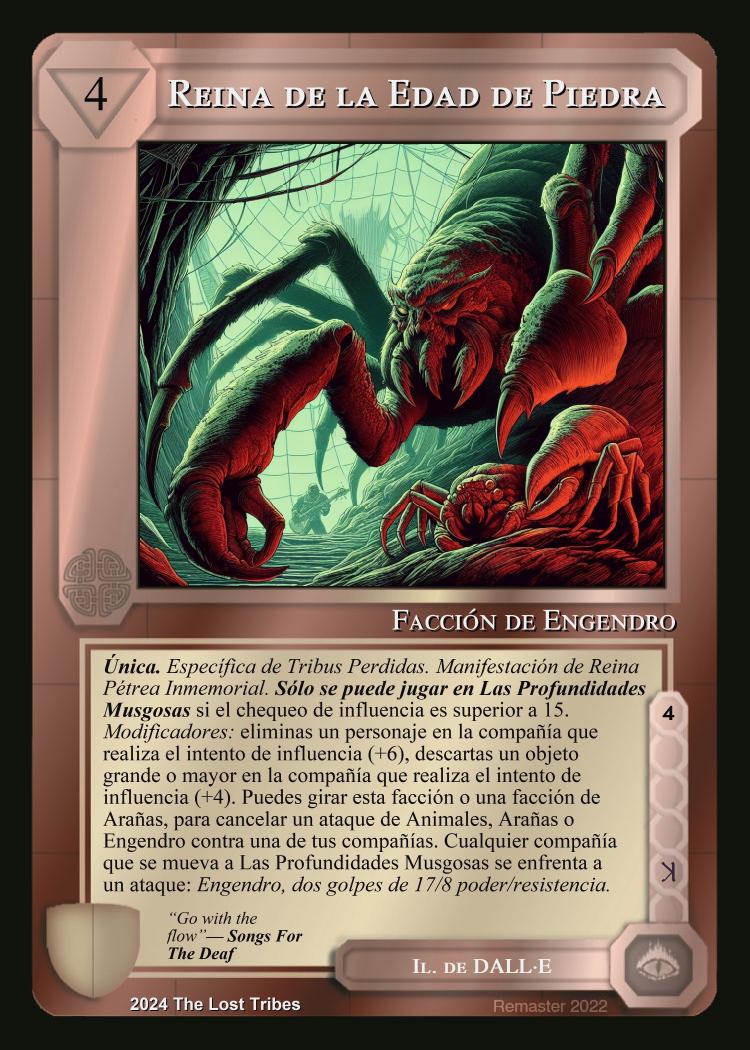 4
Reina de la Edad de Piedra
Facción de Engendro
Única. Específica de Tribus Perdidas. Manifestación de Reina
Pétrea Inmemorial. Sólo se puede jugar en Las Profundidades
Musgosas si el chequeo de influencia es superior a 15.
Modificadores: eliminas un personaje en la compañía que
realiza el intento de influencia (+6), descartas un objeto
grande o mayor en la compañía que realiza el intento de
influencia (+4). Puedes girar esta facción o una facción de
Arañas, para cancelar un ataque de Animales, Arañas o
Engendro contra una de tus compañías. Cualquier compañía
que se mueva a Las Profundidades Musgosas se enfrenta a
un ataque: Engendro, dos golpes de 17/8 poder/resistencia.
4
“Go with the
flow”— Songs For
The Deaf
Il. de DALL·E
2024 The Lost Tribes
Remaster 2022